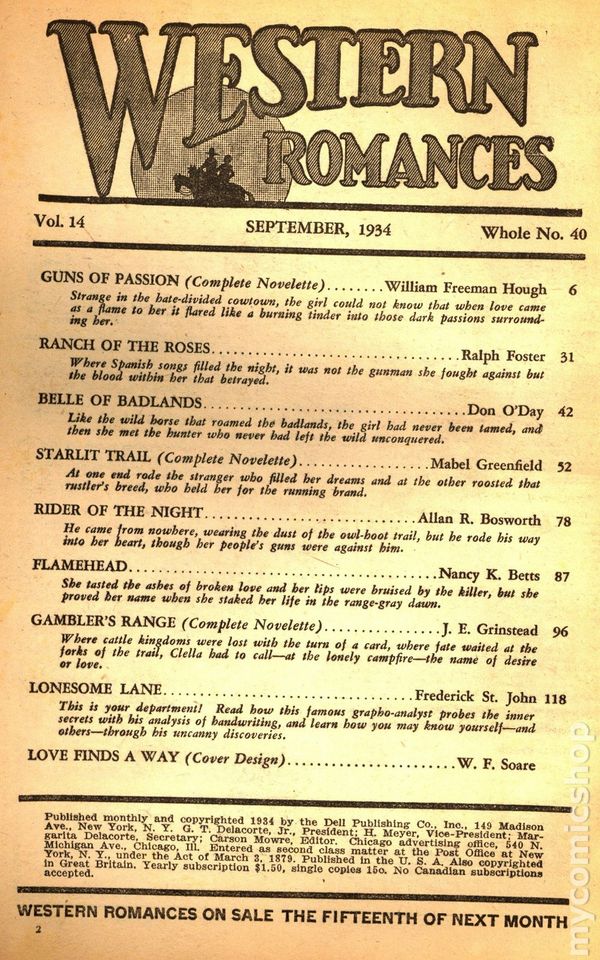 WESTERN
ROMANCES
Vol. 14 SEPTEMBER, 1934 Whole No. 40
GUNS OF PASSION (Complete Novelette)........William Freeman Hough 6
Strange in the hate-divided cowtown, the girl could not know that when love came
as a flame to her it flared like a burning tinder into those dark passions surround-
ing her.
RANCH OF THE ROSES..................................Ralph Foster 31
Where Spanish songs filled the night, it was not the gunman she fought against but
the blood within her that betrayed.
BELLE OF BADLANDS....................................Don O'Day 42
Like the wild horse that roamed the badlands, the girl had never been tamed, and
then she met the hunter who never had left the wild unconquered.
STARLIT TRAIL (Complete Novelette)..................Mabel Greenfield 52
At one end rode the stranger who filled her dreams and at the other roosted that
rustler's breed, who held her for the running brand.
RIDER OF THE NIGHT.............................Allan R. Bosworth 78
He came from nowhere, wearing the dust of the owl-hoot trail, but he rode his way
into her heart, though her people's guns were against him.
FLAMEHEAD..........................................Nancy K. Betts 87
She tasted the ashes of broken love and her lips were bruised by the killer, but she
proved her name when she staked her life in the range-gray dawn.
GAMBLER'S RANGE (Complete Novelette)................J. E. Grinstead 96
Where cattle kingdoms were lost with the turn of a card, where fate waited at the
forks of the trail, Clella had to call—at the lonely campfire—the name of desire
or love.
LONESOME LANE...................................Frederick St. John 118
This is your department! Read how this famous grapho-analyst probes the inner
secrets with his analysis of handwriting, and learn how you may know yourself—and
others—through his uncanny discoveries.
LOVE FINDS A WAY (Cover Design)......................W. F. Soare
Published monthly and copyrighted 1934 by the Dell Publishing Co., Inc., 149 Madison
Ave., New York, N. Y. G. T. Delacorte, Jr., President; H. Meyer, Vice-President; Mar-
garita Delacorte, Secretary; Carson Mowre, Editor. Chicago advertising office, 540 N.
Michigan Ave., Chicago, Ill. Entered as second class matter at the Post Office at New
York, N. Y., under the Act of March 3, 1879. Published in the U. S. A. Also copyrighted
in Great Britain. Yearly subscription $1.50, single copies 15c. No Canadian subscriptions
accepted.
WESTERN ROMANCES ON SALE THE FIFTEENTH OF NEXT MONTH
2
mycomicshop